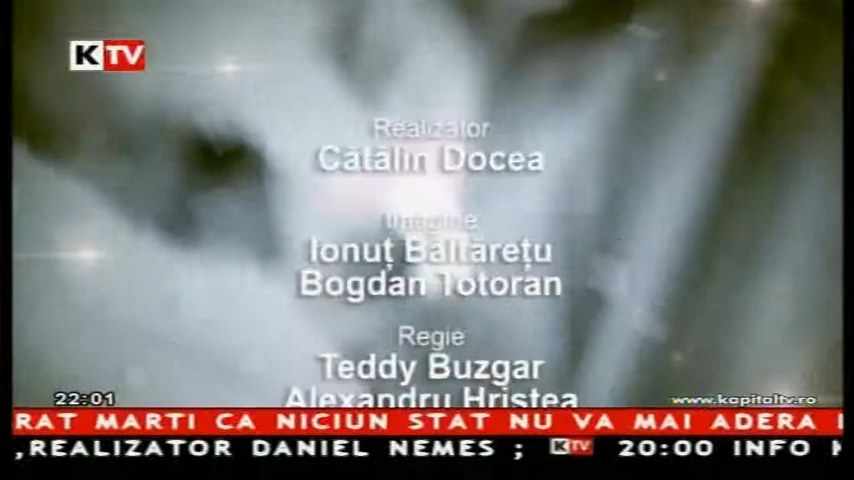 KTV
Realizator
Cătălin Docea
Imagine
Ionuț Băltărețu
Bogdan Totoran
Regie
Teddy Buzgar
Alexandru Hristea
22:01
www.kapitaltv.ro
RAT MARTI CA NICIUN STAT NU VA MAI ADERA
,REALIZATOR DANIEL NEMES ; KTV 20:00 INFO